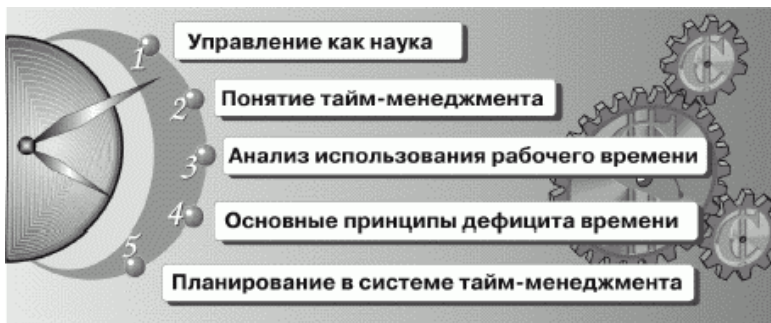 1 Управление как наука
2 Понятие тайм-менеджмента
3 Анализ использования рабочего времени
4 Основные принципы дефицита времени
5 Планирование в системе тайм-менеджмента